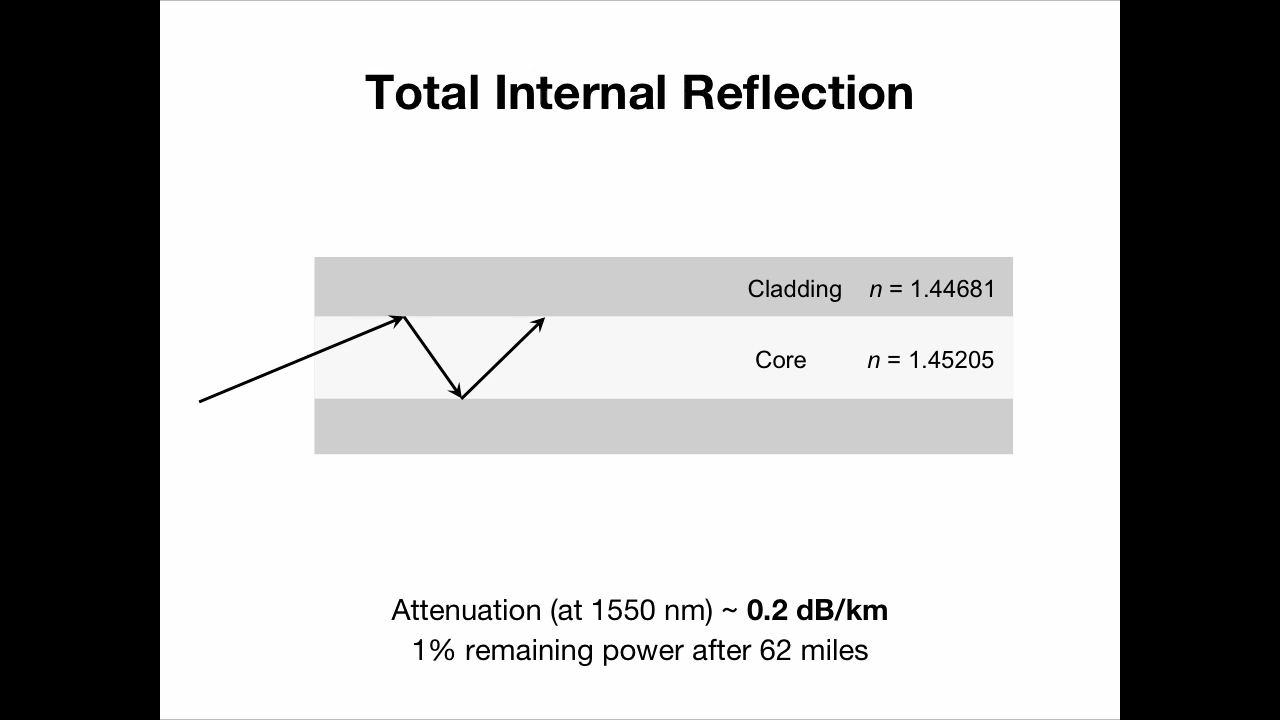 Total Internal Reflection
Cladding n = 1.44681
Core n = 1.45205
Attenuation (at 1550 nm) ~ 0.2 dB/km
1% remaining power after 62 miles